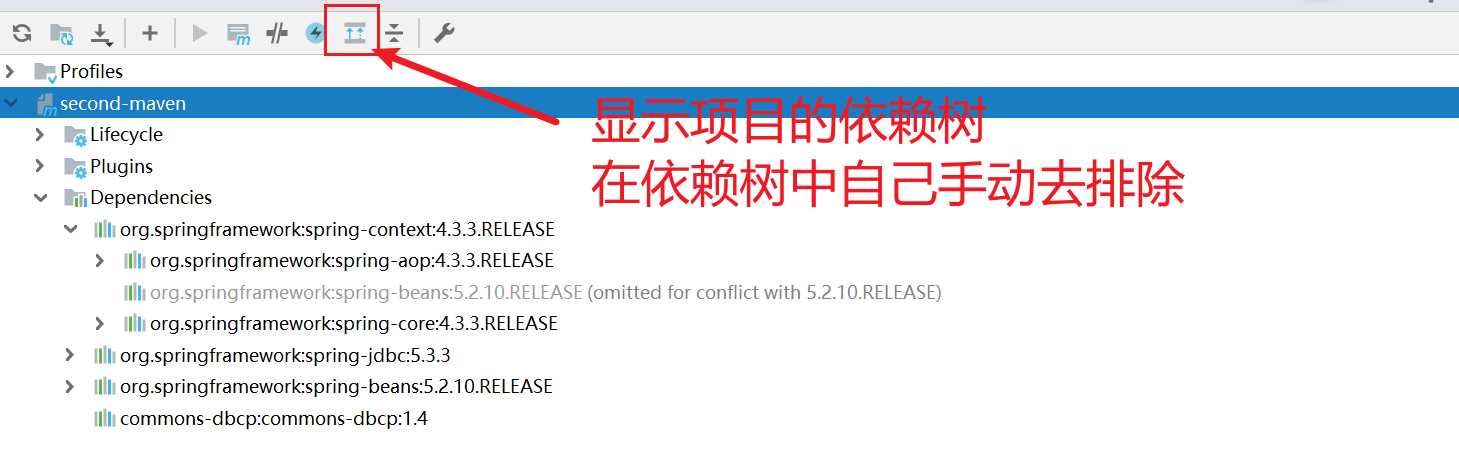 Profiles
second-maven
Lifecycle
Plugins
Dependencies
org.springframework:spring-context:4.3.3.RELEASE
org.springframework:spring-aop:4.3.3.RELEASE
org.springframework:spring-beans:5.2.10.RELEASE (omitted for conflict with 5.2.10.RELEASE)
org.springframework:spring-core:4.3.3.RELEASE
org.springframework:spring-jdbc:5.3.3
org.springframework:spring-beans:5.2.10.RELEASE
commons-dbcp:commons-dbcp:1.4
显示项目的依赖树
在依赖树中自己手动去排除